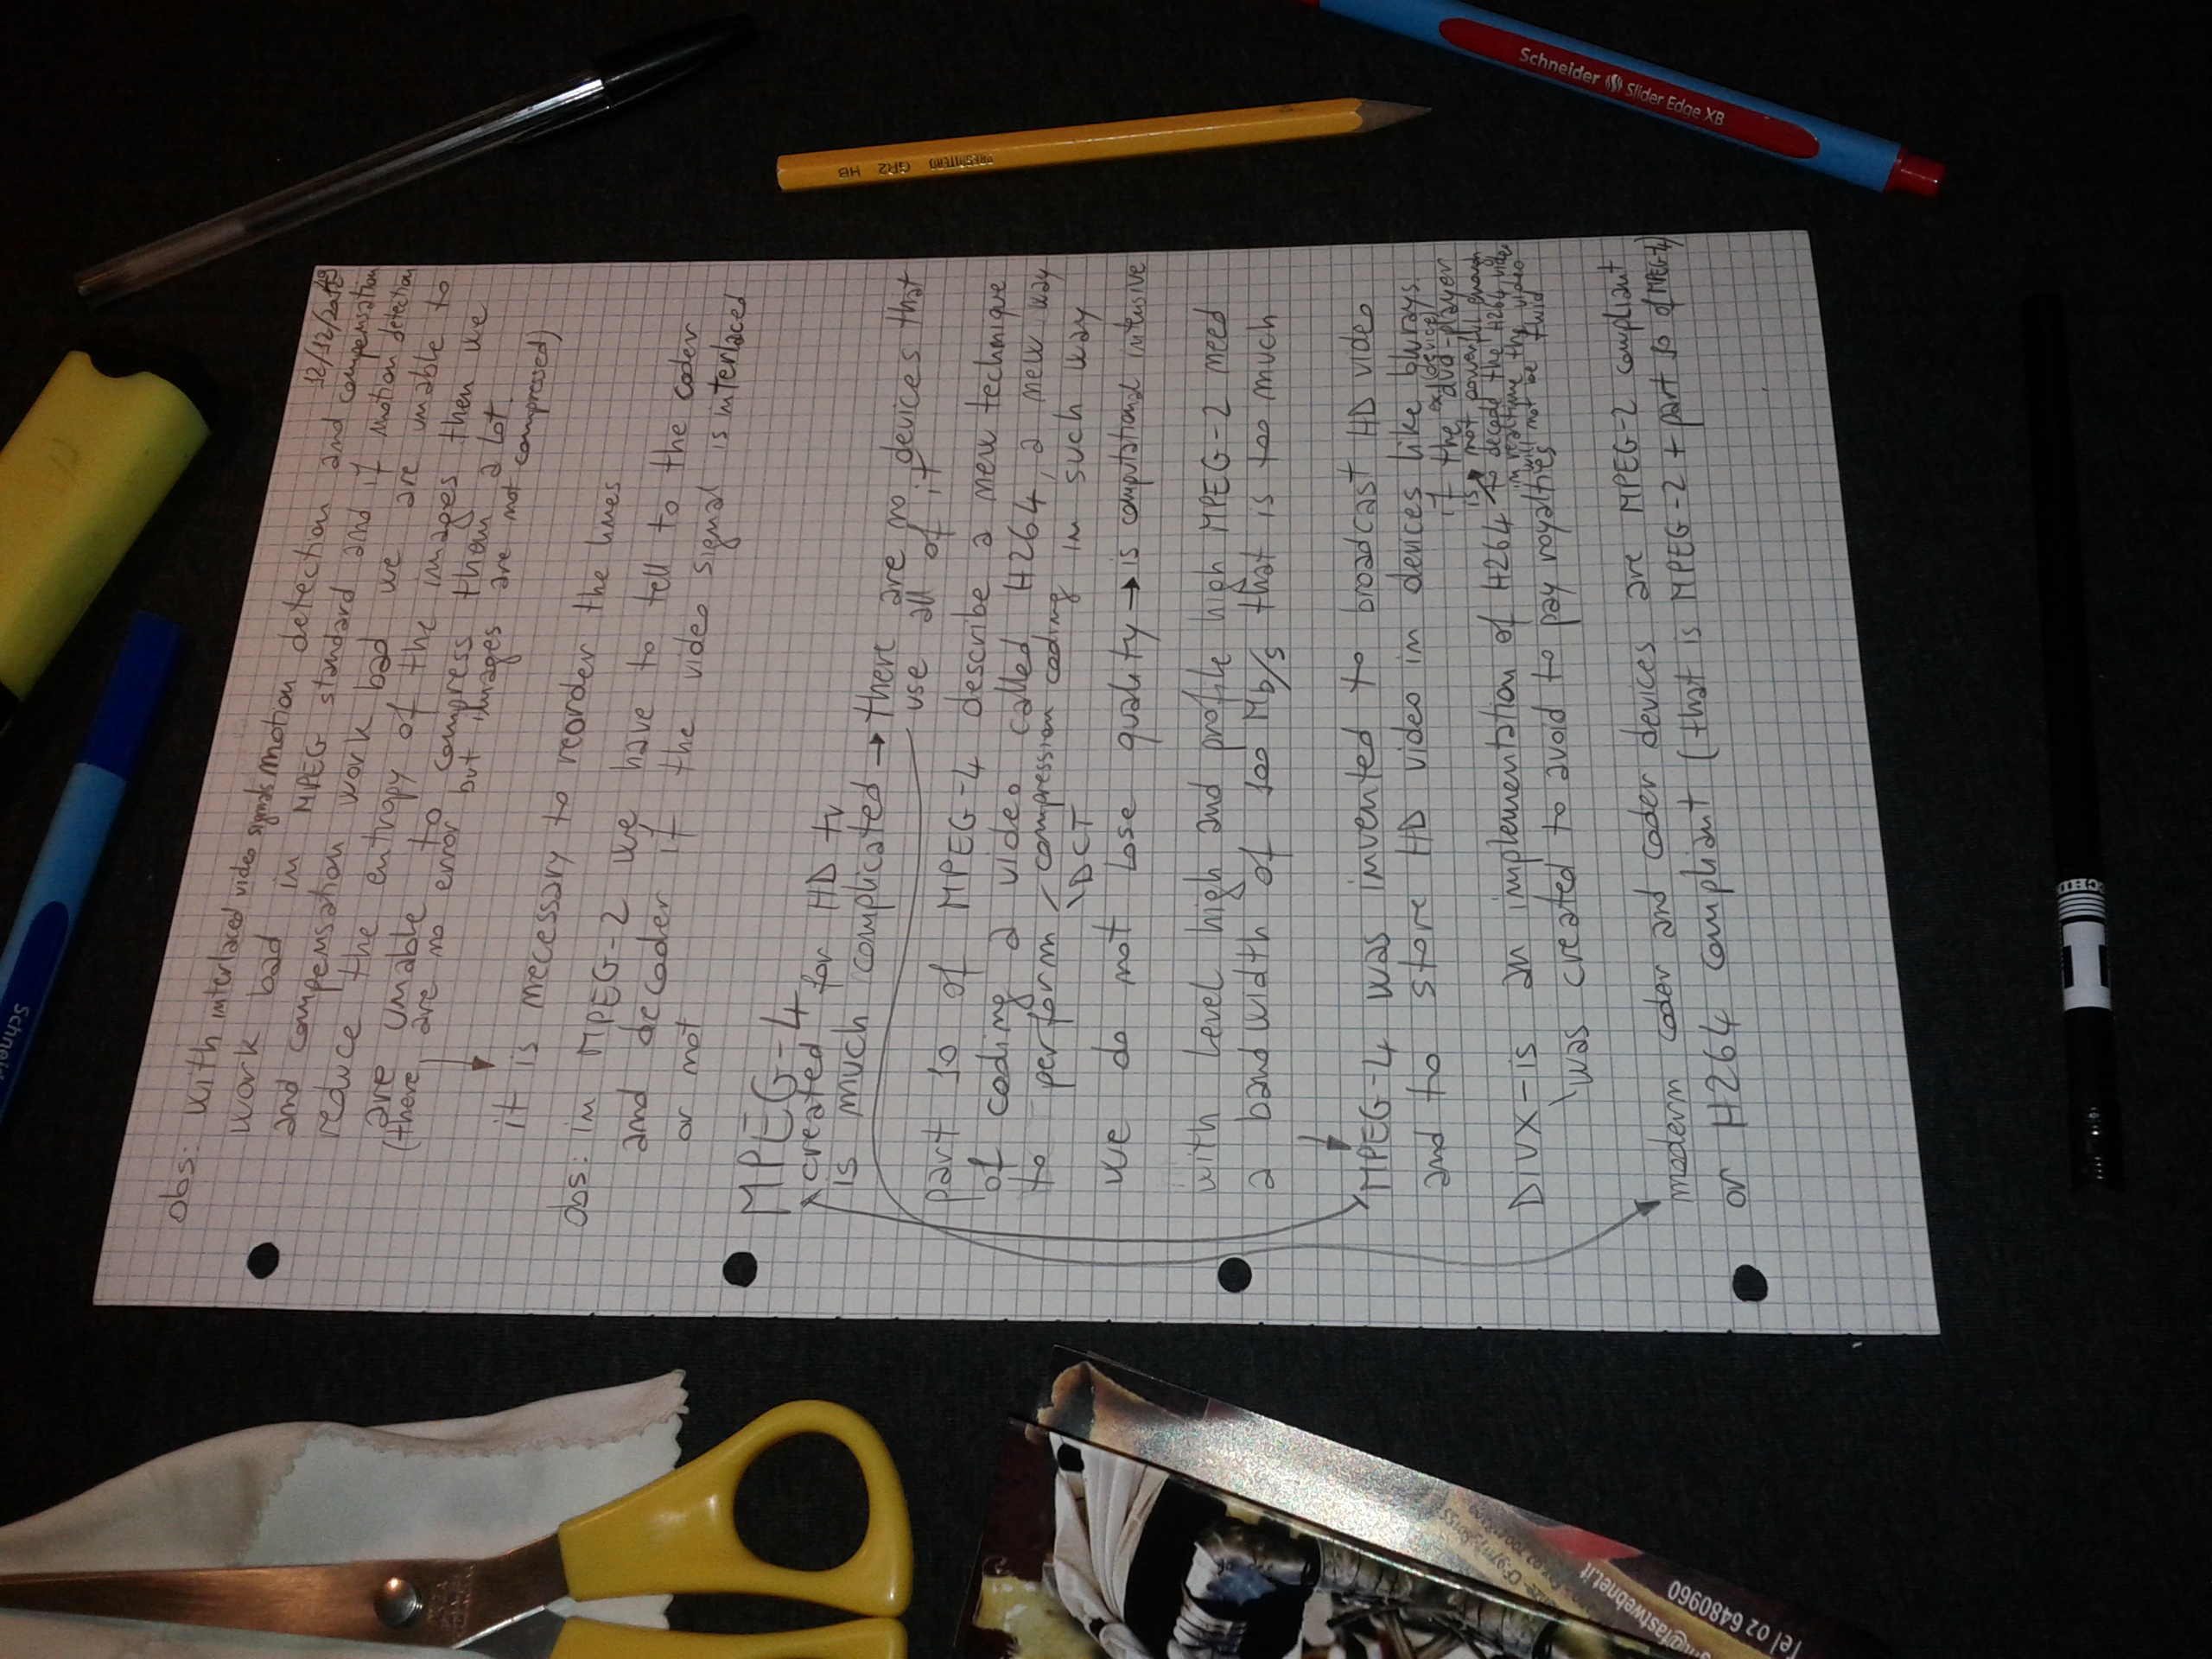 obs: with interlaced video signals motion detection and compensation
work bad in MPEG standard and if motion detection
and compensation work bad we are unable to
reduce the entropy of the images then we
are unable to compress them a lot.
(there are no error but images are not compressed)
it is necessary to reorder the lines
obs: in MPEG-2 we have to tell to the coder
and decoder if the video signal is interlaced
or not
MPEG-4
created for HD tv
is much complicated → there are no devices that
use all of it
part 10 of MPEG-4 describe a new technique
of coding a video called H264, a new way
to perform compression coding in such way
DCT
we do not lose quality → is computational intensive
with level high and profile high MPEG-2 need
a bandwidth of 100 Mb/s that is too much
MPEG-4 was invented to broadcast HD video
and to store HD video in devices like blu rays.
if the dvd-player
ex (device)
is not powerful enough
DivX - is an implementation of H264 → to decode the H264 video
in realtime the video
will not be fluid
was created to avoid to pay royalties
modern coder and coder devices are MPEG-2 compliant
or H264 compliant (that is MPEG-2 + part 10 of MPEG-4)
Schneider Slider Edge XB
PRESBITERO GR2 HB
@fastwebnet.it
Tel 02 6480960